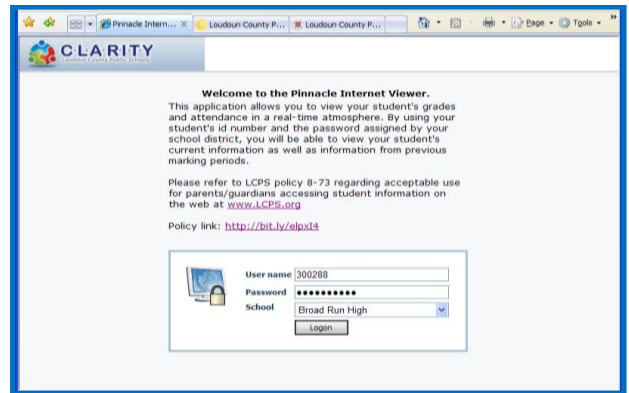 Pinnacle Intern... Loudoun County P... Loudoun County P... Page Tools »
CLARITY
Loudoun County Public Schools
Welcome to the Pinnacle Internet Viewer.
This application allows you to view your student's grades
and attendance in a real-time atmosphere. By using your
student's id number and the password assigned by your
school district, you will be able to view your student's
current information as well as information from previous
marking periods.
Please refer to LCPS policy 8-73 regarding acceptable use
for parents/guardians accessing student information on
the web at www.LCPS.org
Policy link: http://bit.ly/elpxI4
User name 300288
Password ••••••••••
School Broad Run High
Logon